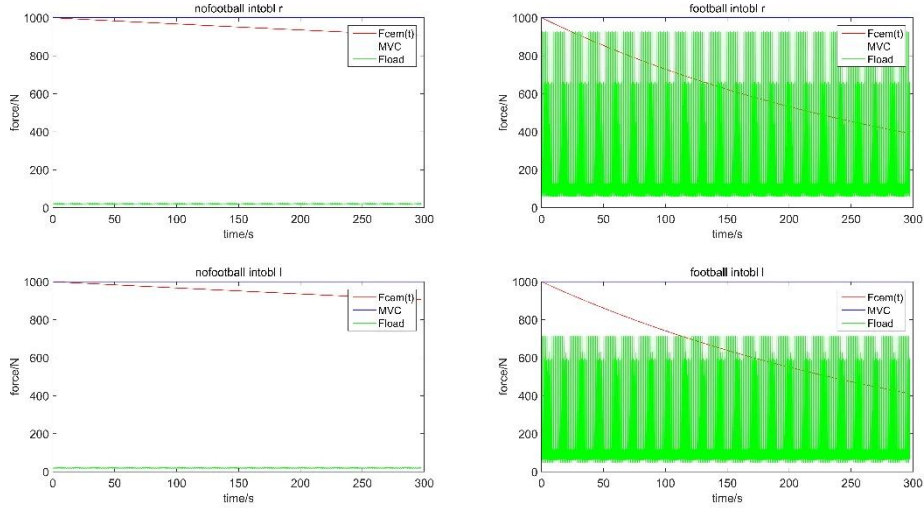 nofootball intobl r
1000
800
600
400
200
0
force/N
0 50 100 150 200 250 300
time/s
Fcem(t)
MVC
Fload
football intobl r
1000
800
600
400
200
0
force/N
0 50 100 150 200 250 300
time/s
Fcem(t)
MVC
Fload
nofootball intobl l
1000
800
600
400
200
0
force/N
0 50 100 150 200 250 300
time/s
Fcem(t)
MVC
Fload
football intobl l
1000
800
600
400
200
0
force/N
0 50 100 150 200 250 300
time/s
Fcem(t)
MVC
Fload